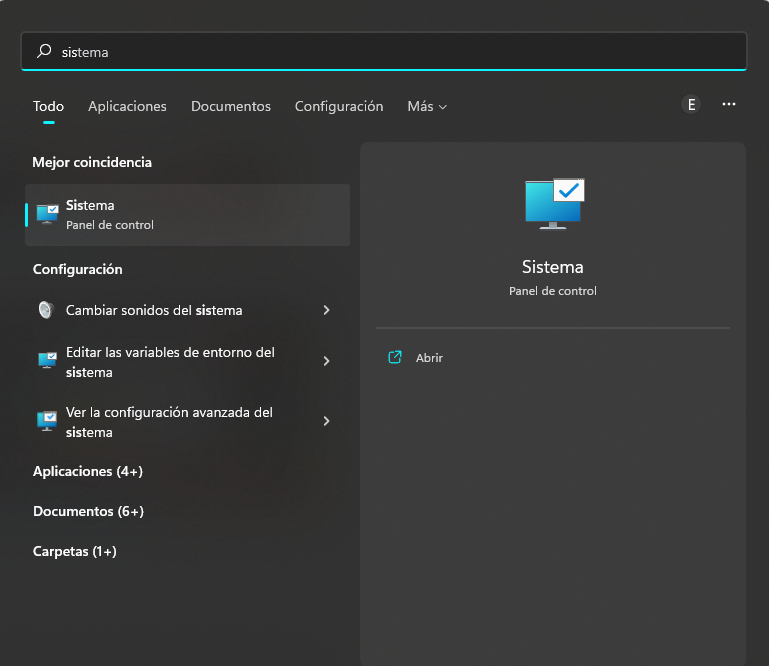 sistema
Todo Aplicaciones Documentos Configuración Más E
Mejor coincidencia
Sistema
Panel de control
Configuración
Cambiar sonidos del sistema
Editar las variables de entorno del
sistema
Ver la configuración avanzada del
sistema
Aplicaciones (4+)
Documentos (6+)
Carpetas (1+)
Sistema
Panel de control
Abrir